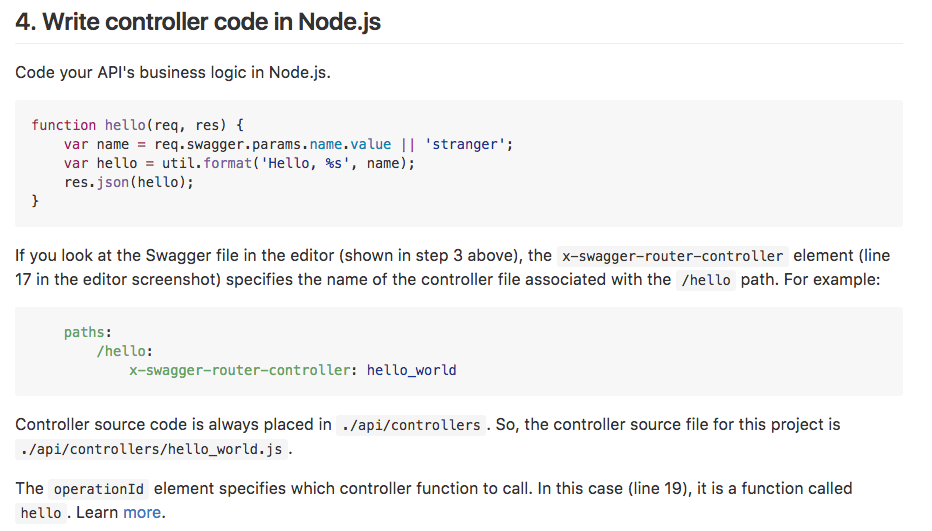 4. Write controller code in Node.js
Code your API's business logic in Node.js.
function hello(req, res) {
    var name = req.swagger.params.name.value || 'stranger';
    var hello = util.format('Hello, %s', name);
    res.json(hello);
}
If you look at the Swagger file in the editor (shown in step 3 above), the x-swagger-router-controller element (line
17 in the editor screenshot) specifies the name of the controller file associated with the /hello path. For example:
    paths:
        /hello:
            x-swagger-router-controller: hello_world
Controller source code is always placed in ./api/controllers . So, the controller source file for this project is
./api/controllers/hello_world.js .
The operationId element specifies which controller function to call. In this case (line 19), it is a function called
hello . Learn more.